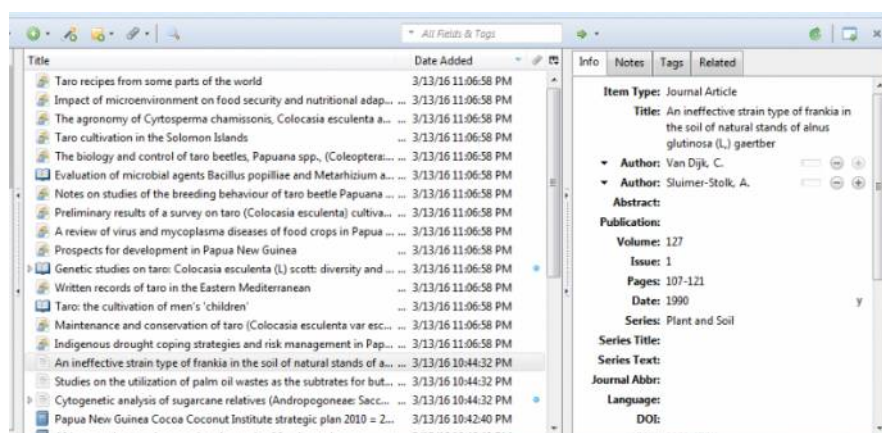 All Fields & Tags
Title Date Added
Taro recipes from some parts of the world 3/13/16 11:06:58 PM
Impact of microenvironment on food security and nutritional adap... ... 3/13/16 11:06:58 PM
The agronomy of Cyrtosperma chamissonis, Colocasia esculenta a... ... 3/13/16 11:06:58 PM
Taro cultivation in the Solomon Islands ... 3/13/16 11:06:58 PM
The biology and control of taro beetles, Papuana spp., (Coleoptera:... ... 3/13/16 11:06:58 PM
Evaluation of microbial agents Bacillus popilliae and Metarhizium a... ... 3/13/16 11:06:58 PM
Notes on studies of the breeding behaviour of taro beetle Papuana ... ... 3/13/16 11:06:58 PM
Preliminary results of a survey on taro (Colocasia esculenta) cultiva... ... 3/13/16 11:06:58 PM
A review of virus and mycoplasma diseases of food crops in Papua ... ... 3/13/16 11:06:58 PM
Prospects for development in Papua New Guinea ... 3/13/16 11:06:58 PM
Genetic studies on taro: Colocasia esculenta (L) scott: diversity and ... ... 3/13/16 11:06:58 PM
Written records of taro in the Eastern Mediterranean ... 3/13/16 11:06:58 PM
Taro: the cultivation of men's 'children' ... 3/13/16 11:06:58 PM
Maintenance and conservation of taro (Colocasia esculenta var esc... ... 3/13/16 11:06:58 PM
Indigenous drought coping strategies and risk management in Pap... ... 3/13/16 11:06:58 PM
An ineffective strain type of frankia in the soil of natural stands of a... ... 3/13/16 10:44:32 PM
Studies on the utilization of palm oil wastes as the subtrates for but... ... 3/13/16 10:44:32 PM
Cytogenetic analysis of sugarcane relatives (Andropogoneae: Sacc... ... 3/13/16 10:44:32 PM
Papua New Guinea Cocoa Coconut Institute strategic plan 2010 = 2... 3/13/16 10:42:40 PM
Info Notes Tags Related
Item Type: Journal Article
Title: An ineffective strain type of frankia in
the soil of natural stands of alnus
glutinosa (L,) gaertber
Author: Van Dijk, C.
Author: Sluimer-Stolk, A.
Abstract:
Publication:
Volume: 127
Issue: 1
Pages: 107-121
Date: 1990 y
Series: Plant and Soil
Series Title:
Series Text:
Journal Abbr:
Language:
DOI: